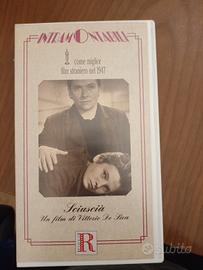 INTRAMONTABILI
come miglior
film straniero nel 1947
Sciuscià
Un film di Vittorio De Sica
R
subito